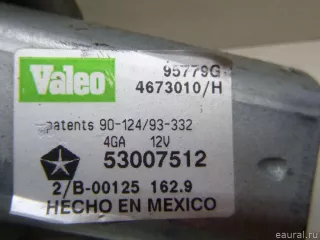 Valeo 95779G
4673010/H
patents 90-124/93-332
4GA 12V
53007512
2/B-00125 162.9
HECHO EN MEXICO
eaural.ru